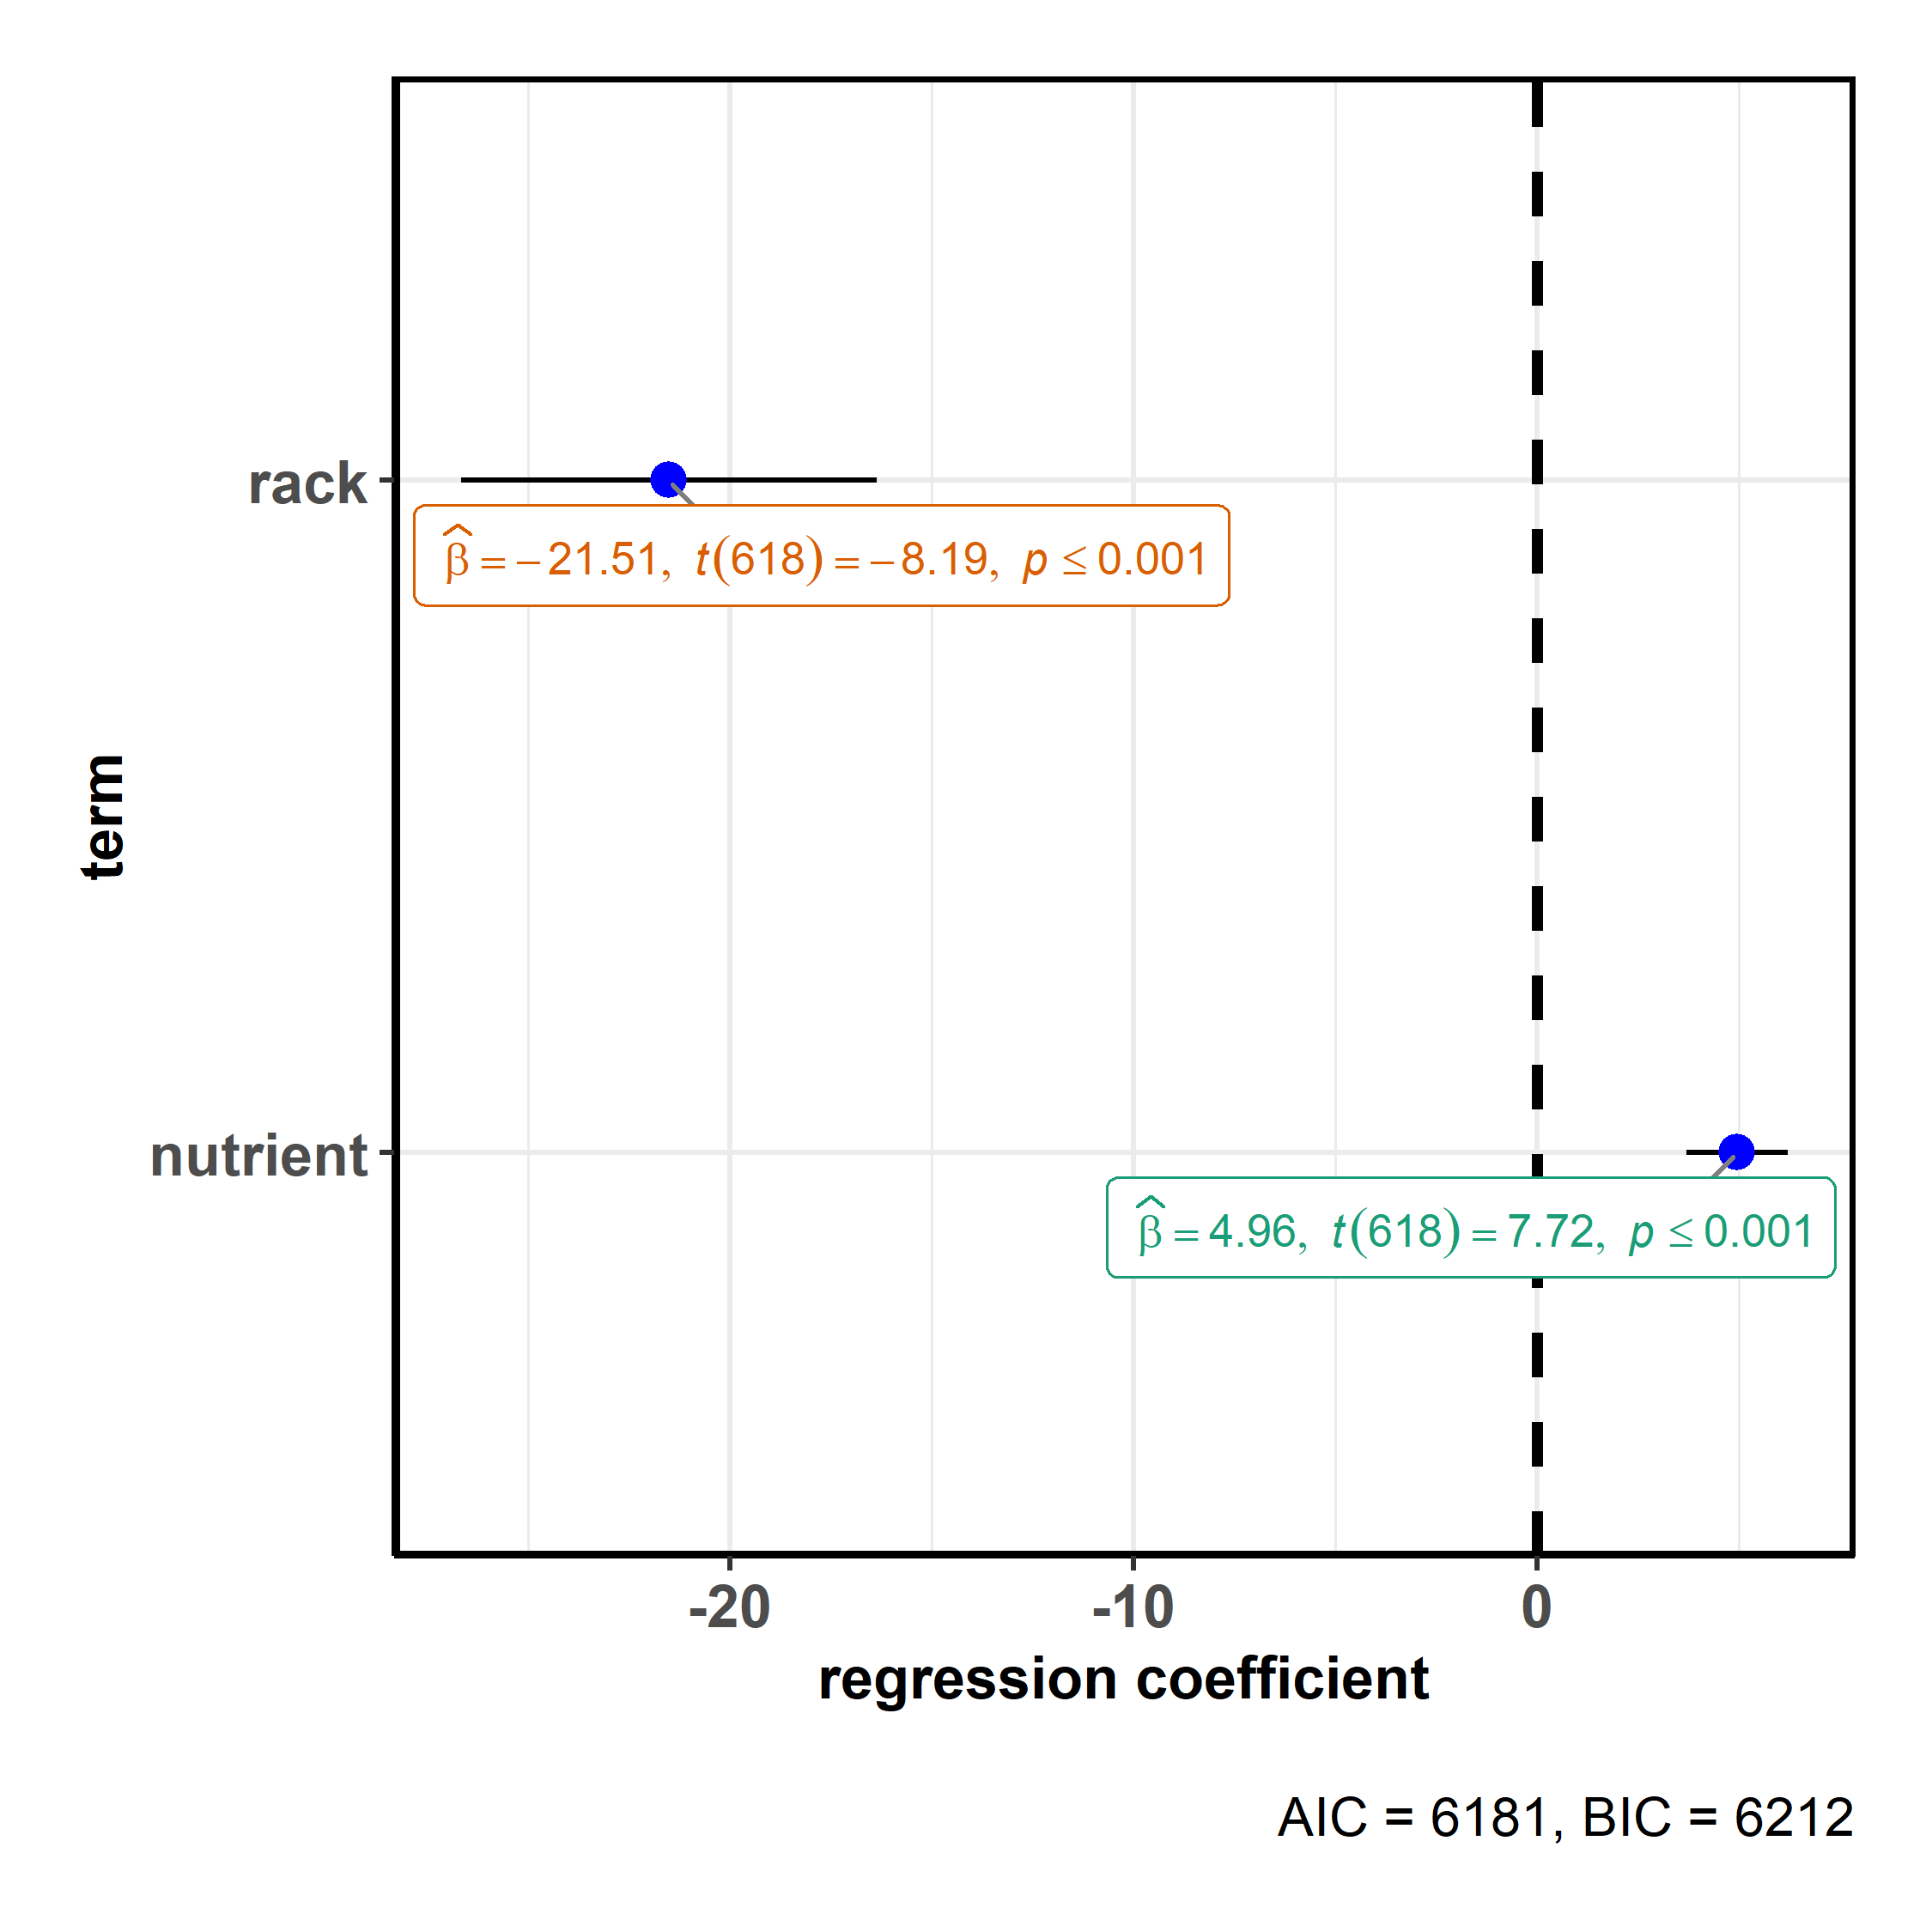 rack
β̂ = −21.51, t(618) = −8.19, p ≤ 0.001
term
nutrient
β̂ = 4.96, t(618) = 7.72, p ≤ 0.001
-20 -10 0
regression coefficient
AIC = 6181, BIC = 6212